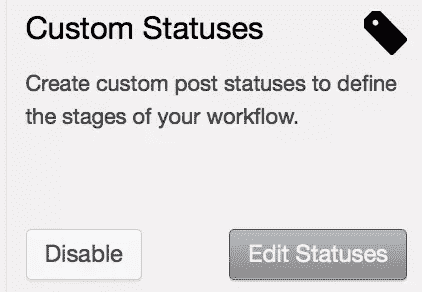 Custom Statuses
Create custom post statuses to define
the stages of your workflow.
Disable
Edit Statuses